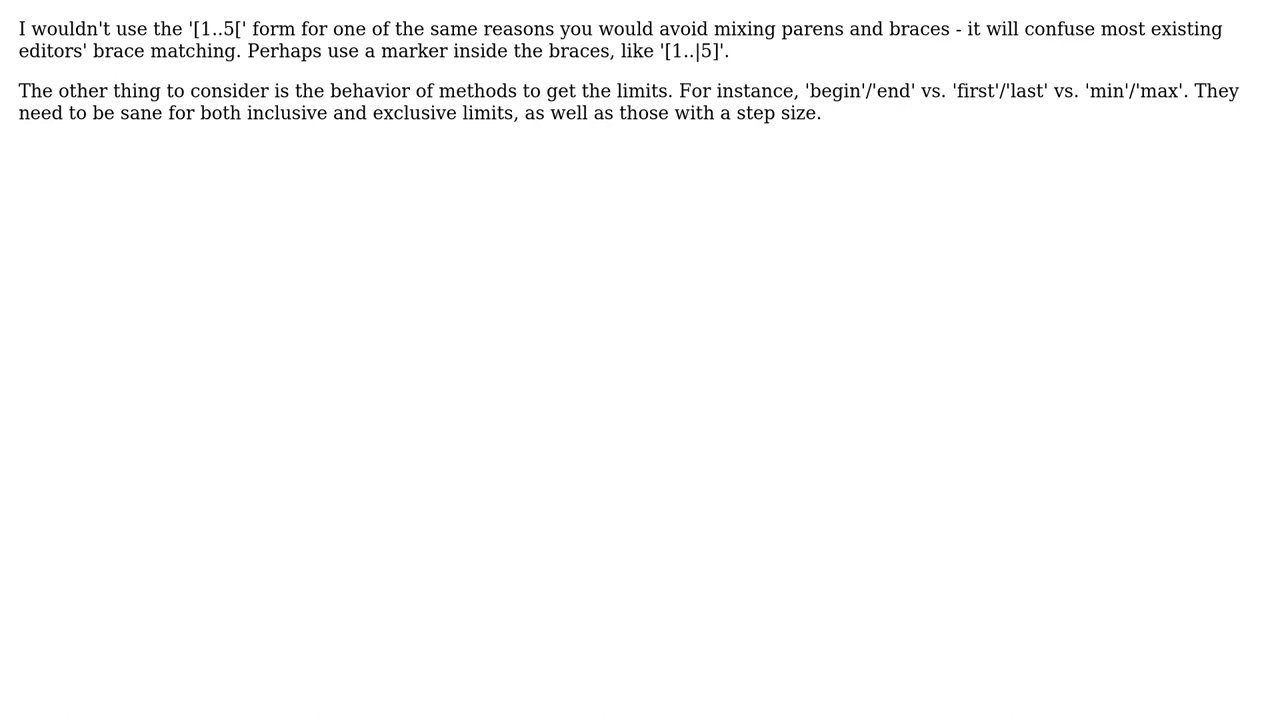 I wouldn't use the '[1..5[' form for one of the same reasons you would avoid mixing parens and braces - it will confuse most existing
editors' brace matching. Perhaps use a marker inside the braces, like '[1..|5]'.
The other thing to consider is the behavior of methods to get the limits. For instance, 'begin'/'end' vs. 'first'/'last' vs. 'min'/'max'. They
need to be sane for both inclusive and exclusive limits, as well as those with a step size.